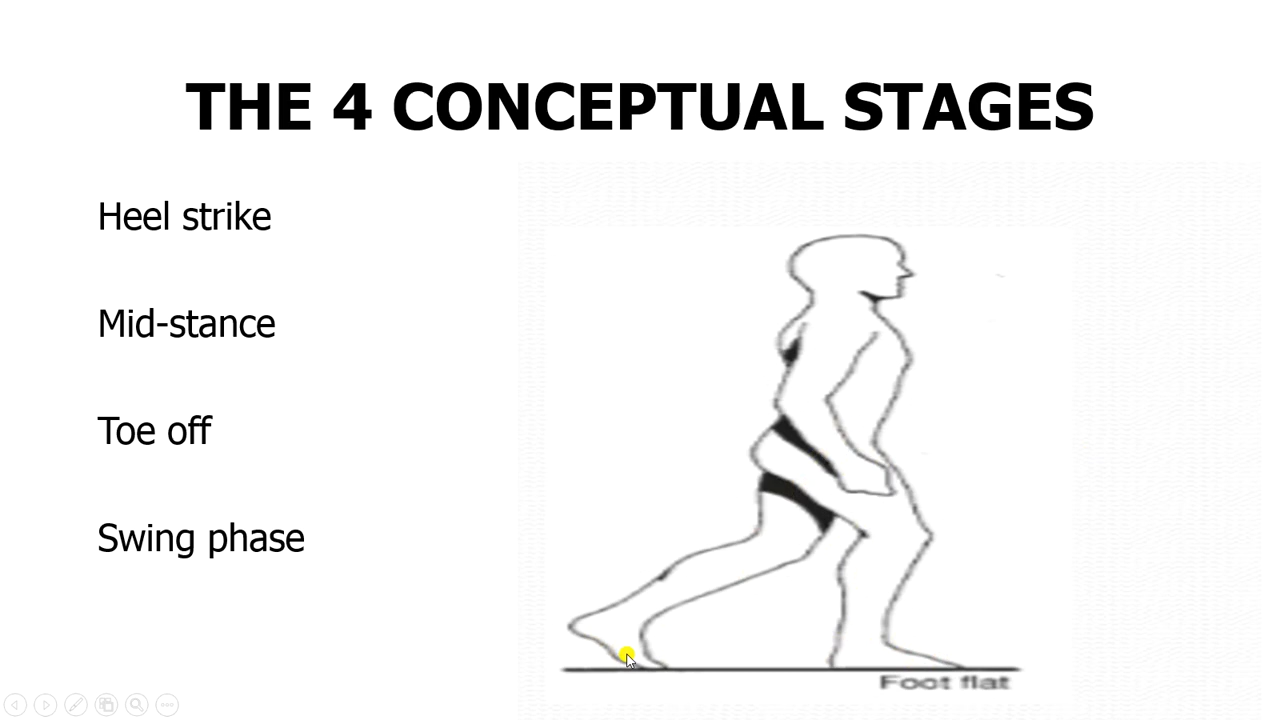 THE 4 CONCEPTUAL STAGES
Heel strike
Mid-stance
Toe off
Swing phase
Foot flat